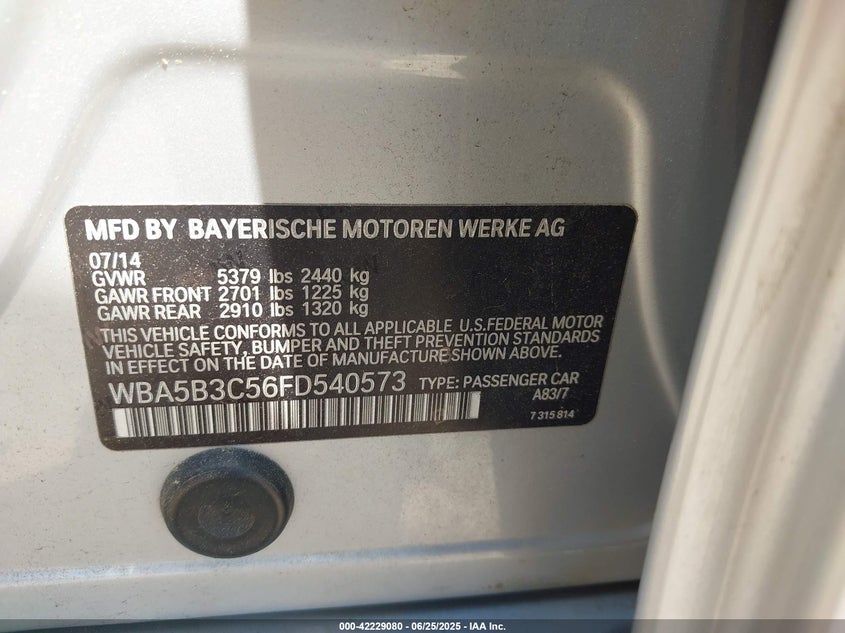 MFD BY BAYERISCHE MOTOREN WERKE AG
07/14
GVWR 5379 lbs 2440 kg
GAWR FRONT 2701 lbs 1225 kg
GAWR REAR 2910 lbs 1320 kg
THIS VEHICLE CONFORMS TO ALL APPLICABLE U.S.FEDERAL MOTOR
VEHICLE SAFETY, BUMPER AND THEFT PREVENTION STANDARDS
IN EFFECT ON THE DATE OF MANUFACTURE SHOWN ABOVE.
WBA5B3C56FD540573 TYPE: PASSENGER CAR
A83/7
7 315 814
000-42229080 - 06/25/2025 - IAA Inc.